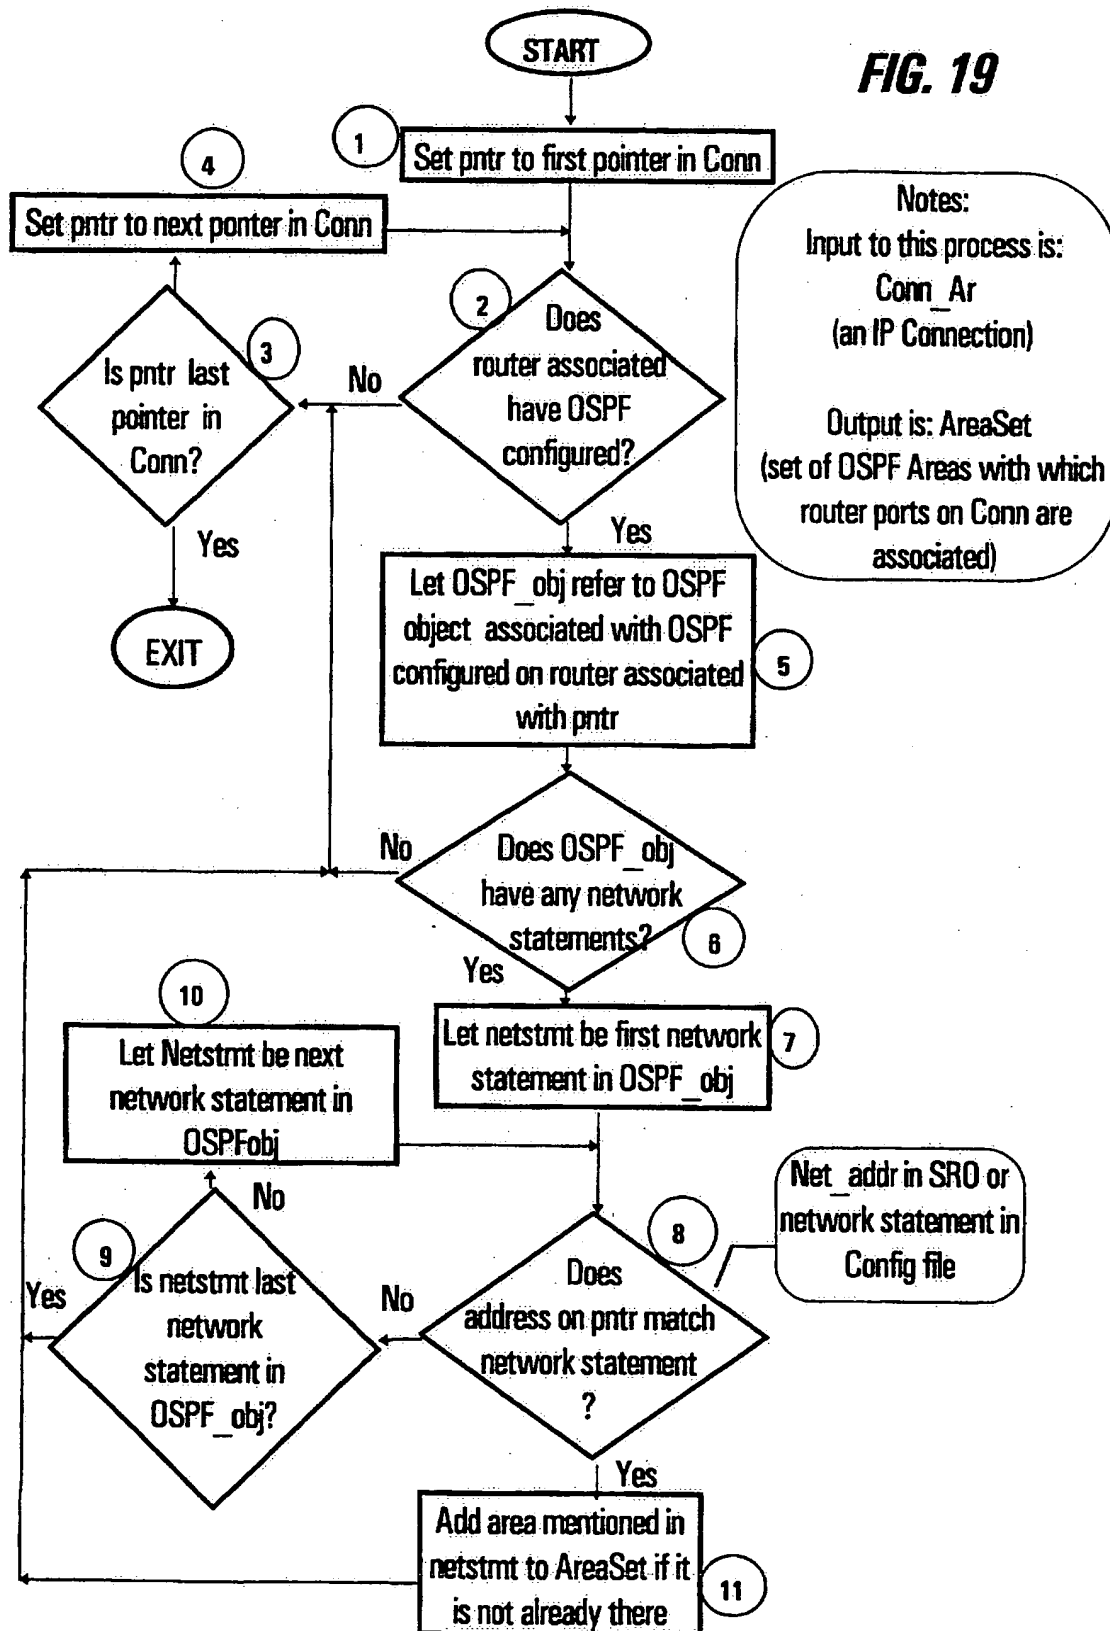 START
FIG. 19
1
Set pntr to first pointer in Conn
4
Set pntr to next ponter in Conn
Notes:
Input to this process is:
Conn_Ar
(an IP Connection)
Output is: AreaSet
(set of OSPF Areas with which
router ports on Conn are
associated)
2
Does
router associated
have OSPF
configured?
No
Yes
3
Is pntr last
pointer in
Conn?
Yes
EXIT
Let OSPF_obj refer to OSPF
object associated with OSPF
configured on router associated
with pntr
5
Does OSPF_obj
have any network
statements?
No
6
Yes
Let netstmt be first network
statement in OSPF_obj
7
10
Let Netstmt be next
network statement in
OSPFobj
No
Net_addr in SRO or
network statement in
Config file
8
Does
address on pntr match
network statement
?
No
9
Is netstmt last
network
statement in
OSPF_obj?
Yes
Yes
Add area mentioned in
netstmt to AreaSet if it
is not already there
11